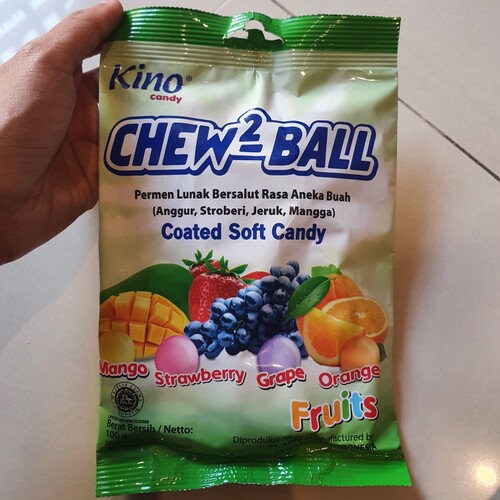 Kino®
candy
CHEW² BALL
Permen Lunak Bersalut Rasa Aneka Buah
(Anggur, Stroberi, Jeruk, Mangga)
Coated Soft Candy
Mango Strawberry Grape Orange
Fruits
Berat Bersih / Netto:
Diproduksi